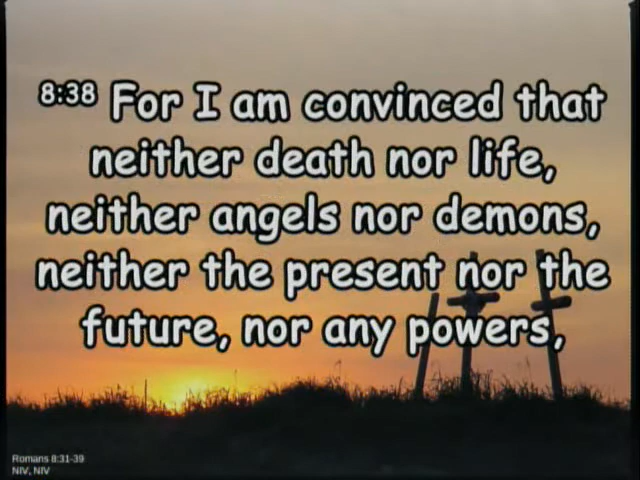 8:38 For I am convinced that
neither death nor life,
neither angels nor demons,
neither the present nor the
future, nor any powers,
Romans 8:31-39
NIV, NIV